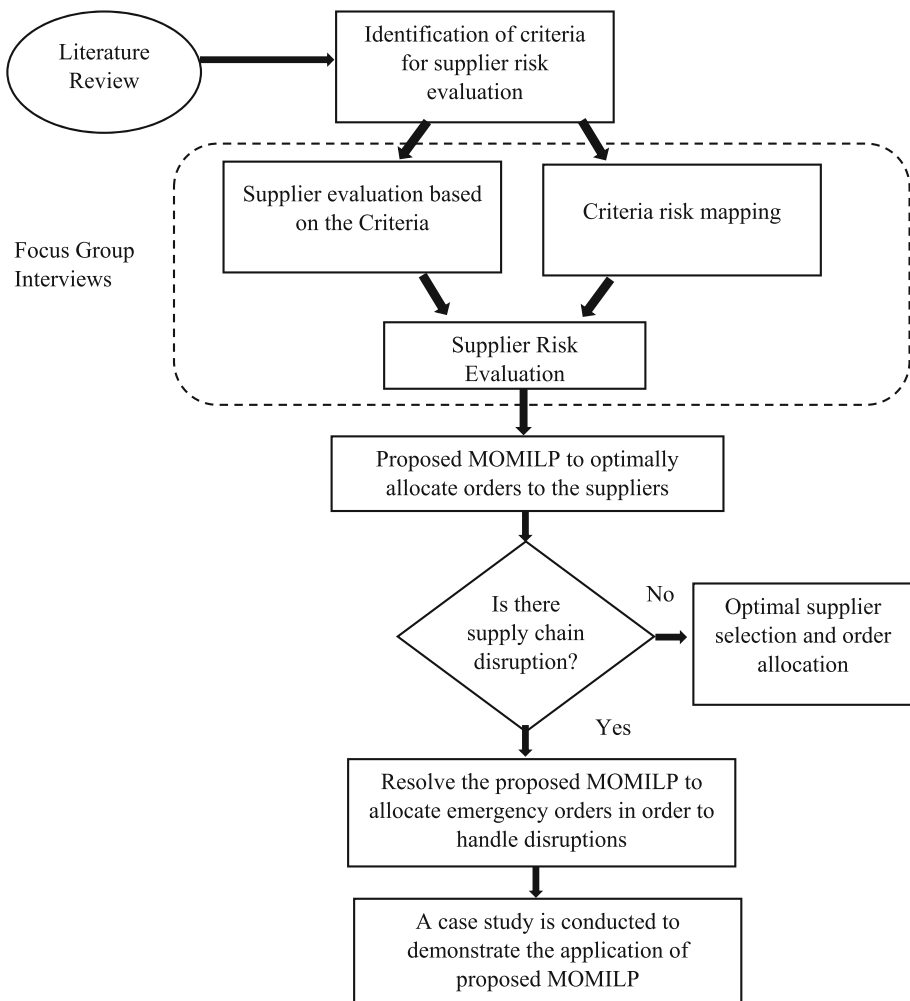 Literature
Review
Identification of criteria
for supplier risk
evaluation
Supplier evaluation based
on the Criteria
Criteria risk mapping
Focus Group
Interviews
Supplier Risk
Evaluation
Proposed MOMILP to optimally
allocate orders to the suppliers
Is there
supply chain
disruption?
No
Optimal supplier
selection and order
allocation
Yes
Resolve the proposed MOMILP to
allocate emergency orders in order to
handle disruptions
A case study is conducted to
demonstrate the application of
proposed MOMILP